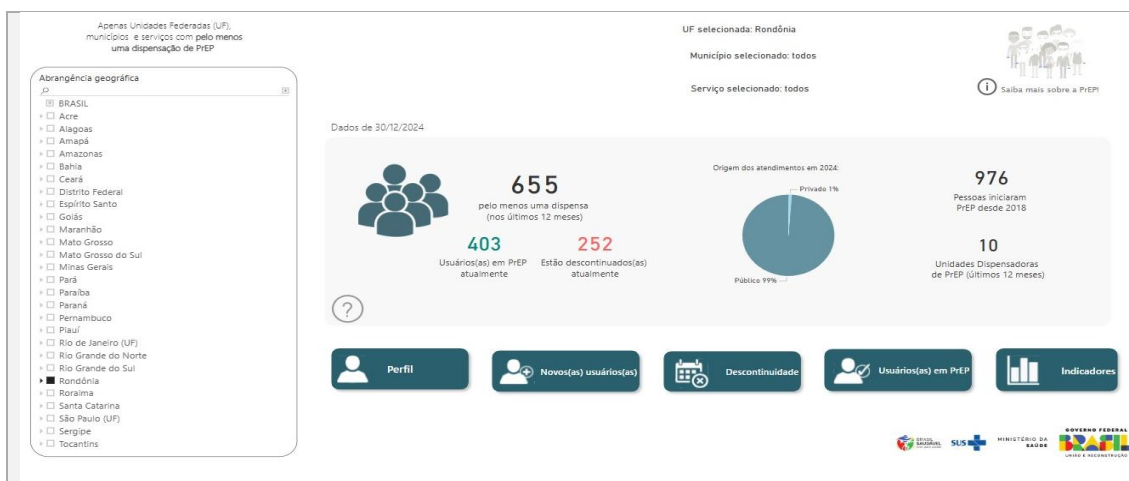 Apenas Unidades Federadas (UF),
municípios e serviços com pelo menos
uma dispensação de PrEP
Abrangência geográfica
BRASIL
Acre
Alagoas
Amapá
Amazonas
Bahia
Ceará
Distrito Federal
Espírito Santo
Goiás
Maranhão
Mato Grosso
Mato Grosso do Sul
Minas Gerais
Pará
Paraíba
Paraná
Pernambuco
Piauí
Rio de Janeiro (UF)
Rio Grande do Norte
Rio Grande do Sul
Rondônia
Roraima
Santa Catarina
São Paulo (UF)
Sergipe
Tocantins
UF selecionada: Rondônia
Município selecionado: todos
Serviço selecionado: todos
i Saiba mais sobre a PrEP!
Dados de 30/12/2024
655
pelo menos uma dispensa
(nos últimos 12 meses)
403
Usuários(as) em PrEP
atualmente
252
Estão descontinuados(as)
atualmente
?
Origem dos atendimentos em 2024:
Privado 1%
Público 99%
976
Pessoas iniciaram
PrEP desde 2018
10
Unidades Dispensadoras
de PrEP (últimos 12 meses)
Perfil
Novos(as) usuários(as)
Descontinuidade
Usuários(as) em PrEP
Indicadores
BRASIL
SAUDÁVEL
SUS
MINISTÉRIO DA
SAÚDE
GOVERNO FEDERAL
BRASIL
UNIÃO E RECONSTRUÇÃO